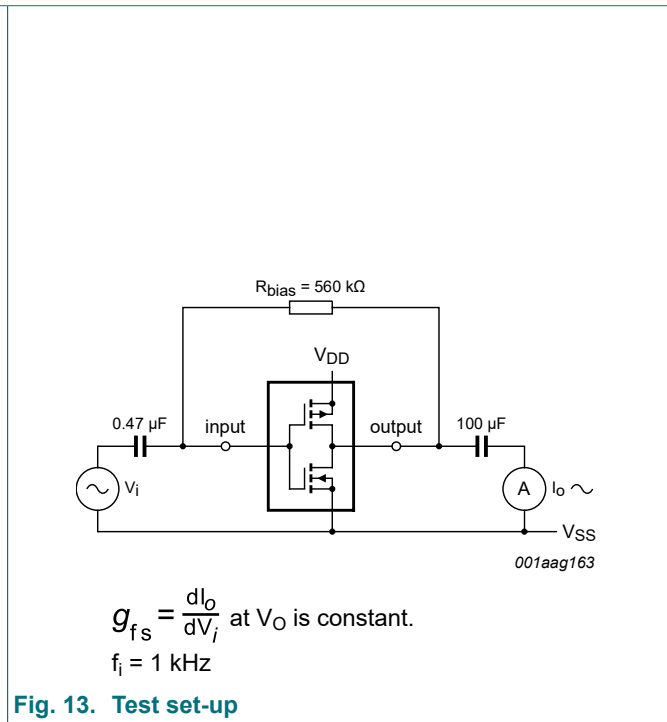 Rbias = 560 kΩ
VDD
0.47 µF
input
output
100 µF
Vi
A
Io
VSS
001aag163
gfs = dIo/dVi at VO is constant.
fi = 1 kHz
Fig. 13. Test set-up